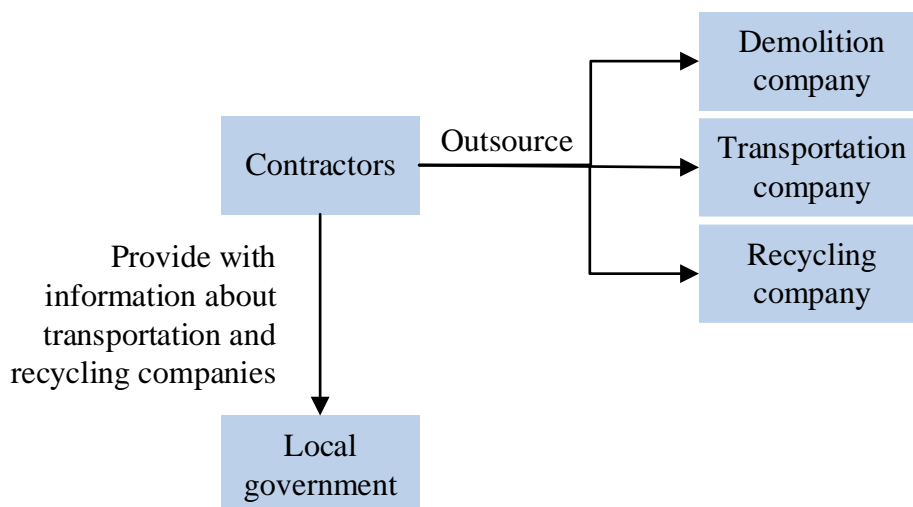 Demolition
company
Outsource
Contractors
Transportation
company
Provide with
information about
transportation and
recycling companies
Recycling
company
Local
government